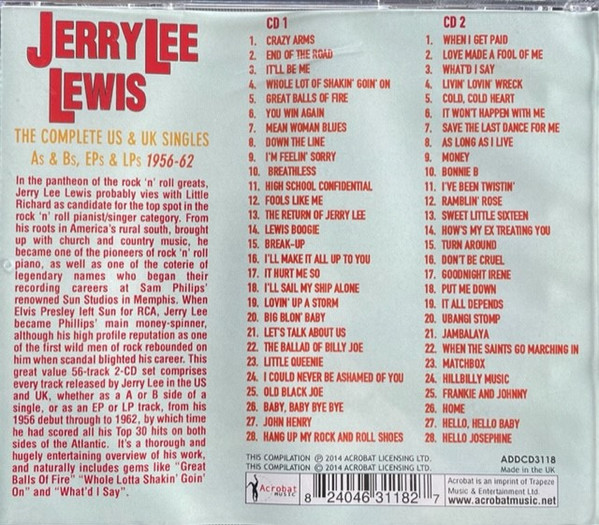 JERRY LEE
LEWIS
THE COMPLETE US & UK SINGLES
As & Bs, EPs & LPs 1956-62
In the pantheon of the rock 'n' roll greats,
Jerry Lee Lewis probably vies with Little
Richard as candidate for the top spot in the
rock 'n' roll pianist/singer category. From
his roots in America's rural south, brought
up with church and country music, he
became one of the pioneers of rock 'n' roll
piano, as well as one of the coterie of
legendary names who began their
recording careers at Sam Philips'
renowned Sun Studios in Memphis. When
Elvis Presley left Sun for RCA, Jerry Lee
became Phillips' main money-spinner,
although his high profile reputation as one
of the first wild men of rock rebounded on
him when scandal blighted his career. This
great value 56-track 2-CD set comprises
every track released by Jerry Lee in the US
and UK, whether as a A or B side of a
single, or as an EP or LP track, from his
1956 debut through to 1962, by which time
he had scored all his Top 30 hits on both
sides of the Atlantic. It's a thorough and
hugely entertaining overview of his work,
and naturally includes gems like "Great
Balls Of Fire" "Whole Lotta Shakin' Goin'
On" and "What'd I Say".
CD 1
1. CRAZY ARMS
2. END OF THE ROAD
3. IT'LL BE ME
4. WHOLE LOT OF SHAKIN' GOIN' ON
5. GREAT BALLS OF FIRE
6. YOU WIN AGAIN
7. MEAN WOMAN BLUES
8. DOWN THE LINE
9. I'M FEELIN' SORRY
10. BREATHLESS
11. HIGH SCHOOL CONFIDENTIAL
12. FOOLS LIKE ME
13. THE RETURN OF JERRY LEE
14. LEWIS BOOGIE
15. BREAK-UP
16. I'LL MAKE IT ALL UP TO YOU
17. IT HURT ME SO
18. I'LL SAIL MY SHIP ALONE
19. LOVIN' UP A STORM
20. BIG BLON' BABY
21. LET'S TALK ABOUT US
22. THE BALLAD OF BILLY JOE
23. LITTLE QUEENIE
24. I COULD NEVER BE ASHAMED OF YOU
25. OLD BLACK JOE
26. BABY, BABY BYE BYE
27. JOHN HENRY
28. HANG UP MY ROCK AND ROLL SHOES
CD 2
1. WHEN I GET PAID
2. LOVE MADE A FOOL OF ME
3. WHAT'D I SAY
4. LIVIN' LOVIN' WRECK
5. COLD, COLD HEART
6. IT WON'T HAPPEN WITH ME
7. SAVE THE LAST DANCE FOR ME
8. AS LONG AS I LIVE
9. MONEY
10. BONNIE B
11. I'VE BEEN TWISTIN'
12. RAMBLIN' ROSE
13. SWEET LITTLE SIXTEEN
14. HOW'S MY EX TREATING YOU
15. TURN AROUND
16. DON'T BE CRUEL
17. GOODNIGHT IRENE
18. PUT ME DOWN
19. IT ALL DEPENDS
20. UBANGI STOMP
21. JAMBALAYA
22. WHEN THE SAINTS GO MARCHING IN
23. MATCHBOX
24. HILLBILLY MUSIC
25. FRANKIE AND JOHNNY
26. HOME
27. HELLO, HELLO BABY
28. HELLO JOSEPHINE
THIS COMPILATION ℗ 2014 ACROBAT LICENSING LTD.
THIS COMPILATION © 2014 ACROBAT LICENSING LTD.
ADDCD3118
Made in the UK
Acrobat
MUSIC
8 24046 31182 7
Acrobat is an imprint of Trapeze
Music & Entertainment Ltd.
www.acrobatmusic.net